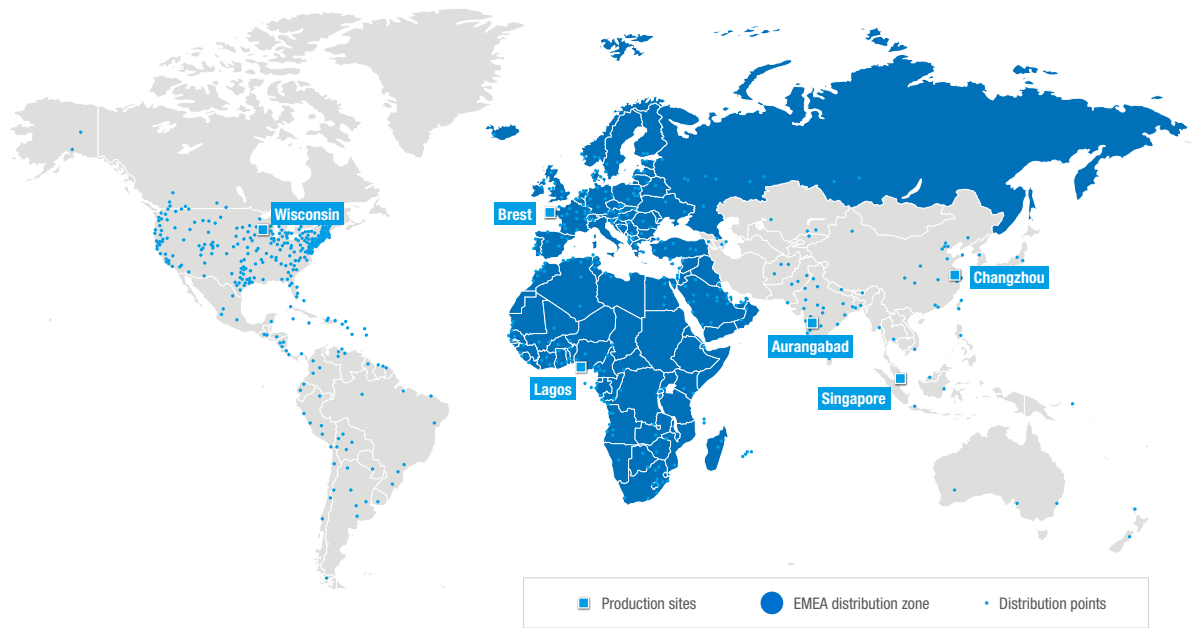 Wisconsin
Brest
Changzhou
Aurangabad
Lagos
Singapore
Production sites
EMEA distribution zone
Distribution points